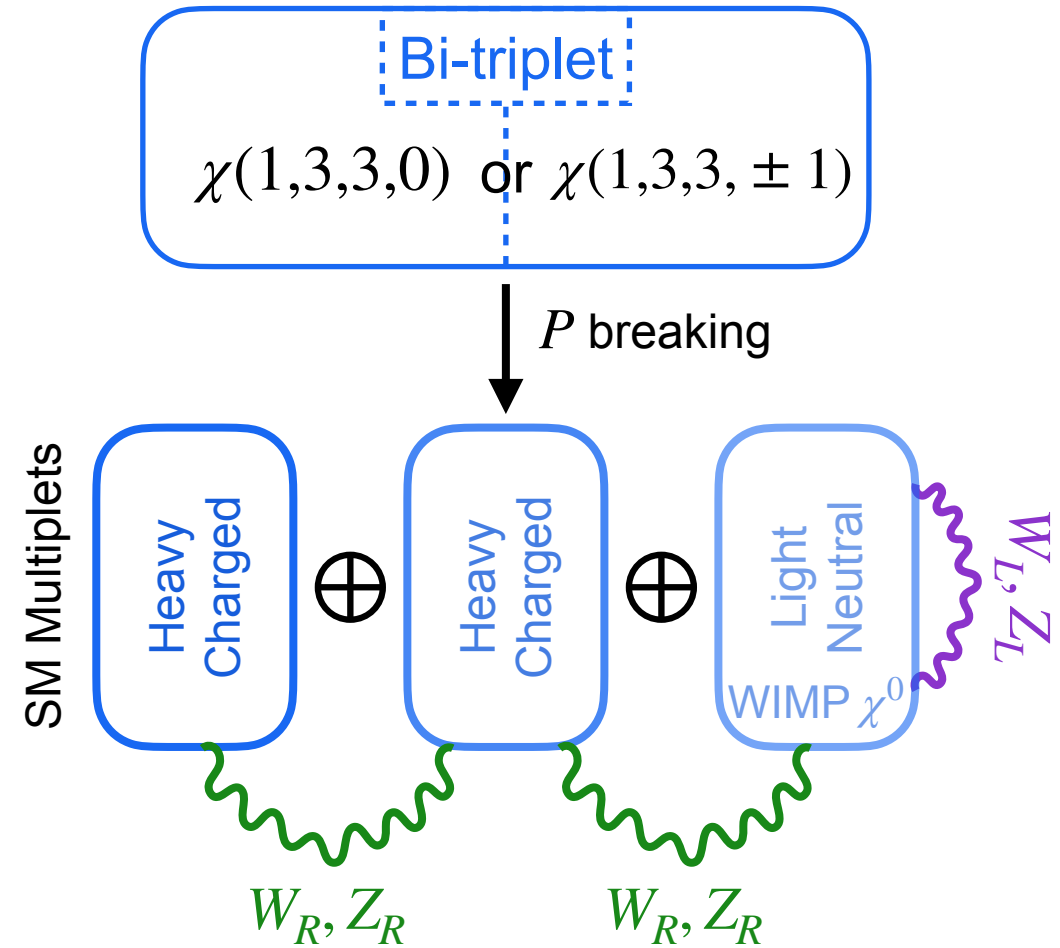 Bi-triplet
χ(1,3,3,0) or χ(1,3,3, ± 1)
P breaking
SM Multiplets
Heavy
Charged
Heavy
Charged
Light
Neutral
WIMP χ⁰
W_L, Z_L
W_R, Z_R
W_R, Z_R